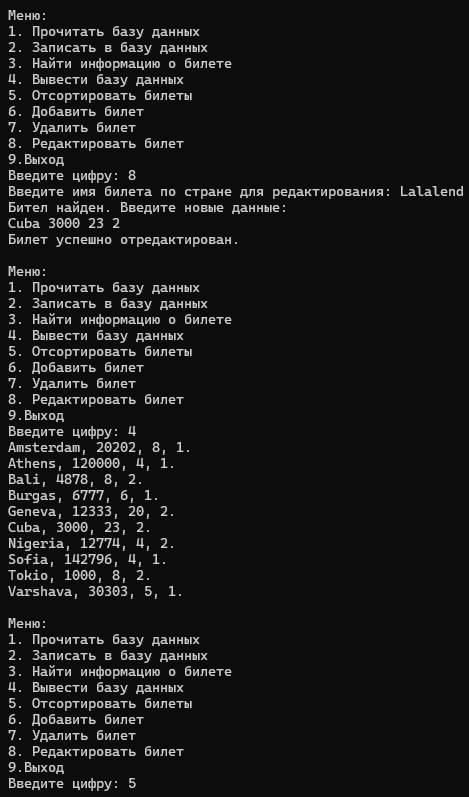 Меню:
1. Прочитать базу данных
2. Записать в базу данных
3. Найти информацию о билете
4. Вывести базу данных
5. Отсортировать билеты
6. Добавить билет
7. Удалить билет
8. Редактировать билет
9.Выход
Введите цифру: 8
Введите имя билета по стране для редактирования: Lalalend
Бител найден. Введите новые данные:
Cuba 3000 23 2
Билет успешно отредактирован.
Меню:
1. Прочитать базу данных
2. Записать в базу данных
3. Найти информацию о билете
4. Вывести базу данных
5. Отсортировать билеты
6. Добавить билет
7. Удалить билет
8. Редактировать билет
9.Выход
Введите цифру: 4
Amsterdam, 20202, 8, 1.
Athens, 120000, 4, 1.
Bali, 4878, 8, 2.
Burgas, 6777, 6, 1.
Geneva, 12333, 20, 2.
Cuba, 3000, 23, 2.
Nigeria, 12774, 4, 2.
Sofia, 142796, 4, 1.
Tokio, 1000, 8, 2.
Varshava, 30303, 5, 1.
Меню:
1. Прочитать базу данных
2. Записать в базу данных
3. Найти информацию о билете
4. Вывести базу данных
5. Отсортировать билеты
6. Добавить билет
7. Удалить билет
8. Редактировать билет
9.Выход
Введите цифру: 5